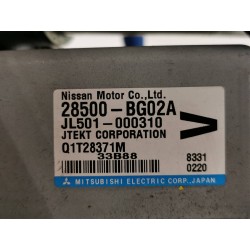 Nissan Motor Co.,Ltd.
28500-BG02A
JL501-000310
JTEKT CORPORATION
Q1T28371M
33B88
8331
0220
MITSUBISHI ELECTRIC CORP.,JAPAN